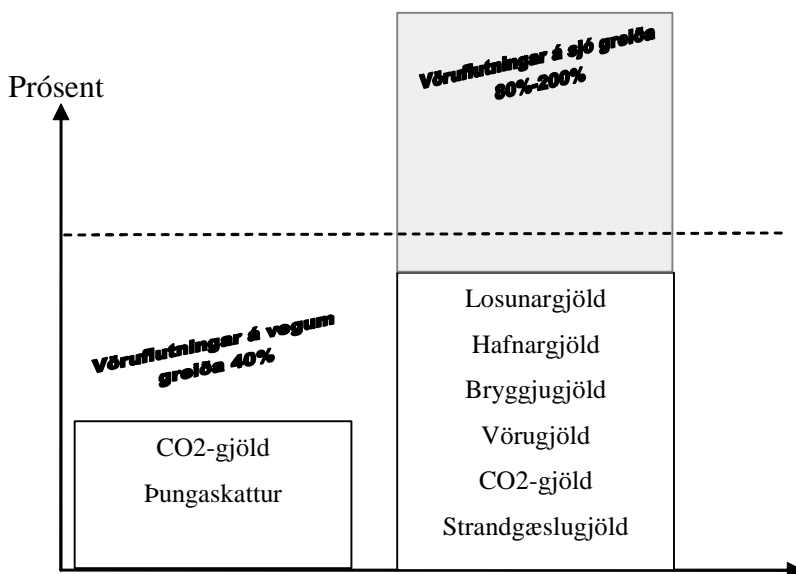 Prósent
Vöruflutningar á sjó greiða
80%-200%
Vöruflutningar á vegum
greiða 40%
CO2-gjöld
Þungaskattur
Losunargjöld
Hafnargjöld
Bryggjugjöld
Vörugjöld
CO2-gjöld
Strandgæslugjöld